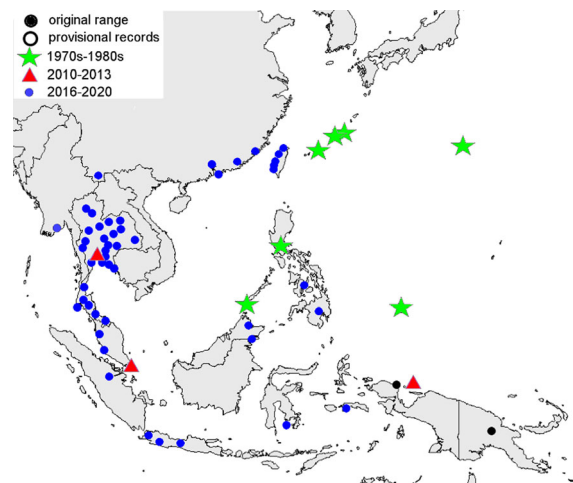 original range
provisional records
1970s-1980s
2010-2013
2016-2020